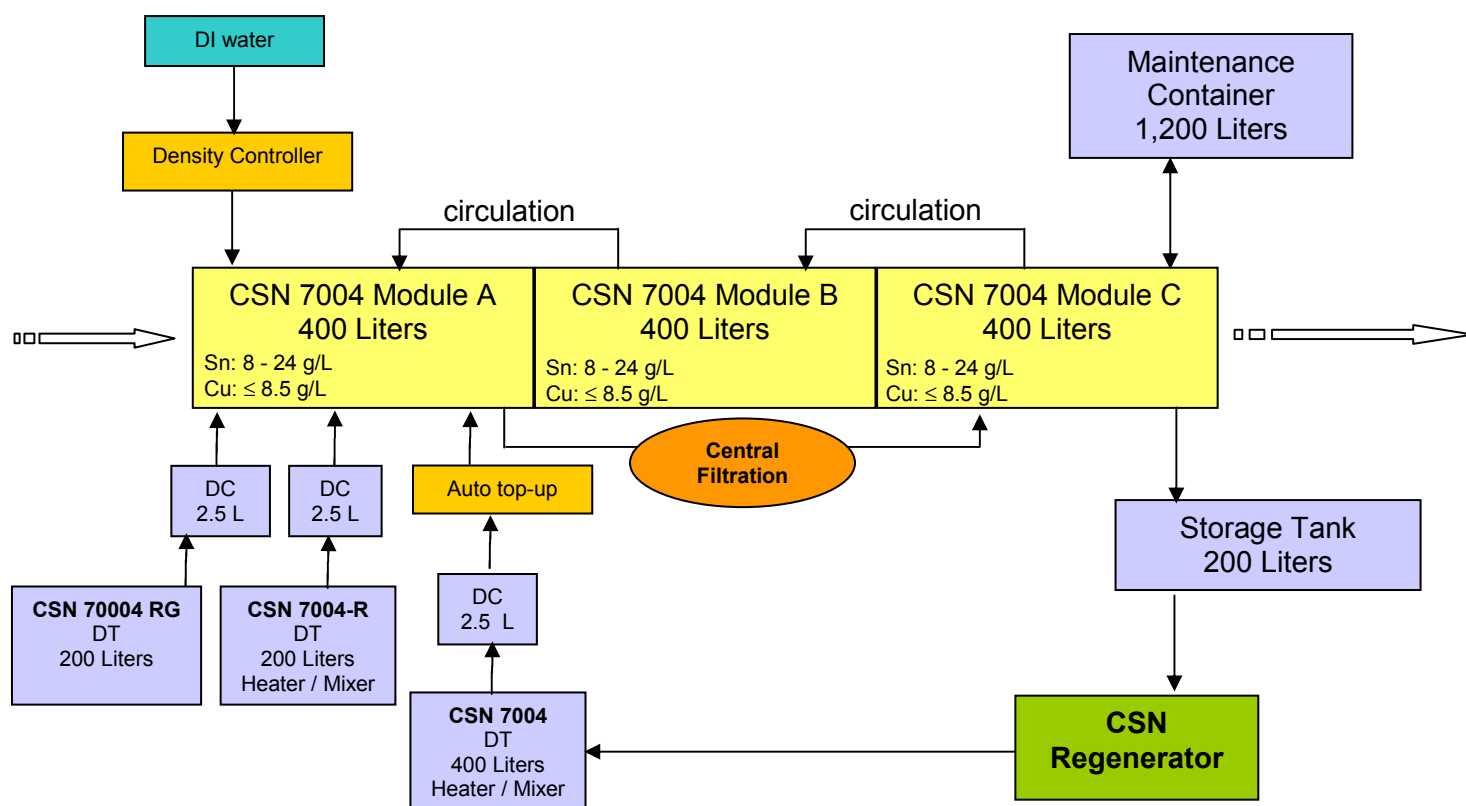 DI water
Density Controller
Maintenance
Container
1,200 Liters
circulation
circulation
CSN 7004 Module A
400 Liters
Sn: 8 - 24 g/L
Cu: ≤ 8.5 g/L
CSN 7004 Module B
400 Liters
Sn: 8 - 24 g/L
Cu: ≤ 8.5 g/L
CSN 7004 Module C
400 Liters
Sn: 8 - 24 g/L
Cu: ≤ 8.5 g/L
Central
Filtration
DC
2.5 L
DC
2.5 L
Auto top-up
Storage Tank
200 Liters
CSN 70004 RG
DT
200 Liters
CSN 7004-R
DT
200 Liters
Heater / Mixer
DC
2.5 L
CSN 7004
DT
400 Liters
Heater / Mixer
CSN
Regenerator